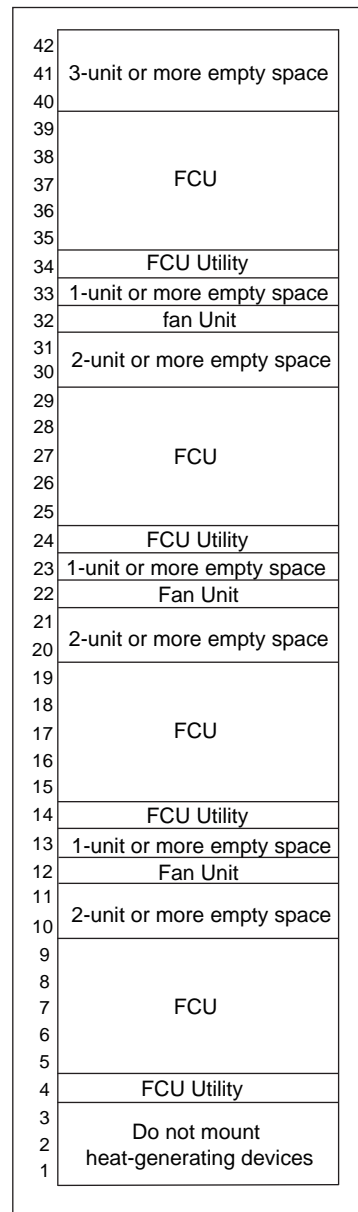 42
41 3-unit or more empty space
40
39
38
37 FCU
36
35
34 FCU Utility
33 1-unit or more empty space
32 fan Unit
31
30 2-unit or more empty space
29
28
27 FCU
26
25
24 FCU Utility
23 1-unit or more empty space
22 Fan Unit
21
20 2-unit or more empty space
19
18
17 FCU
16
15
14 FCU Utility
13 1-unit or more empty space
12 Fan Unit
11
10 2-unit or more empty space
9
8
7 FCU
6
5
4 FCU Utility
3
2 Do not mount
1 heat-generating devices